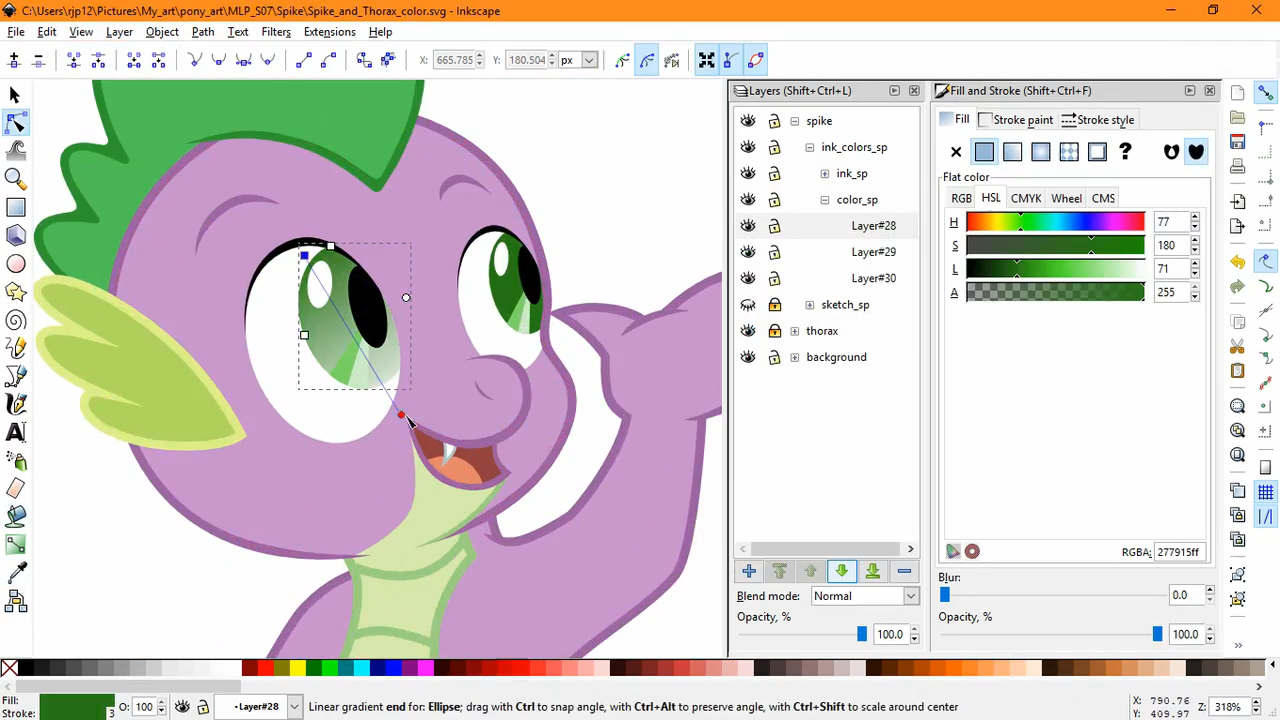 C:\Users\rjp12\Pictures\My_art\pony_art\MLP_S07\Spike\Spike_and_Thorax_color.svg - Inkscape
File Edit View Layer Object Path Text Filters Extensions Help
X: 665.785 Y: 180.504 px
Layers (Shift+Ctrl+L)
spike
ink_colors_sp
ink_sp
color_sp
Layer#28
Layer#29
Layer#30
sketch_sp
thorax
background
Blend mode: Normal
Opacity, % 100.0
Fill and Stroke (Shift+Ctrl+F)
Fill Stroke paint Stroke style
Flat color
RGB HSL CMYK Wheel CMS
H 77
S 180
L 71
A 255
RGBA: 277915ff
Blur:
0.0
Opacity, %
100.0
Fill:
Stroke: 3
O: 100
•Layer#28
Linear gradient end for: Ellipse; drag with Ctrl to snap angle, with Ctrl+Alt to preserve angle, with Ctrl+Shift to scale around center
X: 790.76
Y: 409.97
Z: 318%